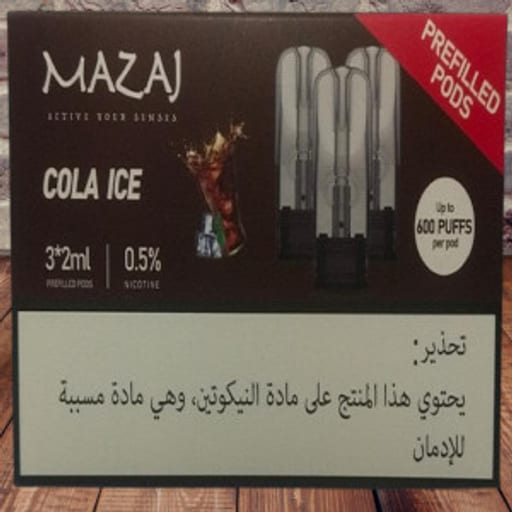 MAZAJ
ACTIVE YOUR SENSES
COLA ICE
3*2ml
PREFILLED PODS
0.5%
NICOTINE
PREFILLED
PODS
Up to
600 PUFFS
per pod
تحذير:
يحتوي هذا المنتج على مادة النيكوتين، وهي مادة مسببة
للإدمان